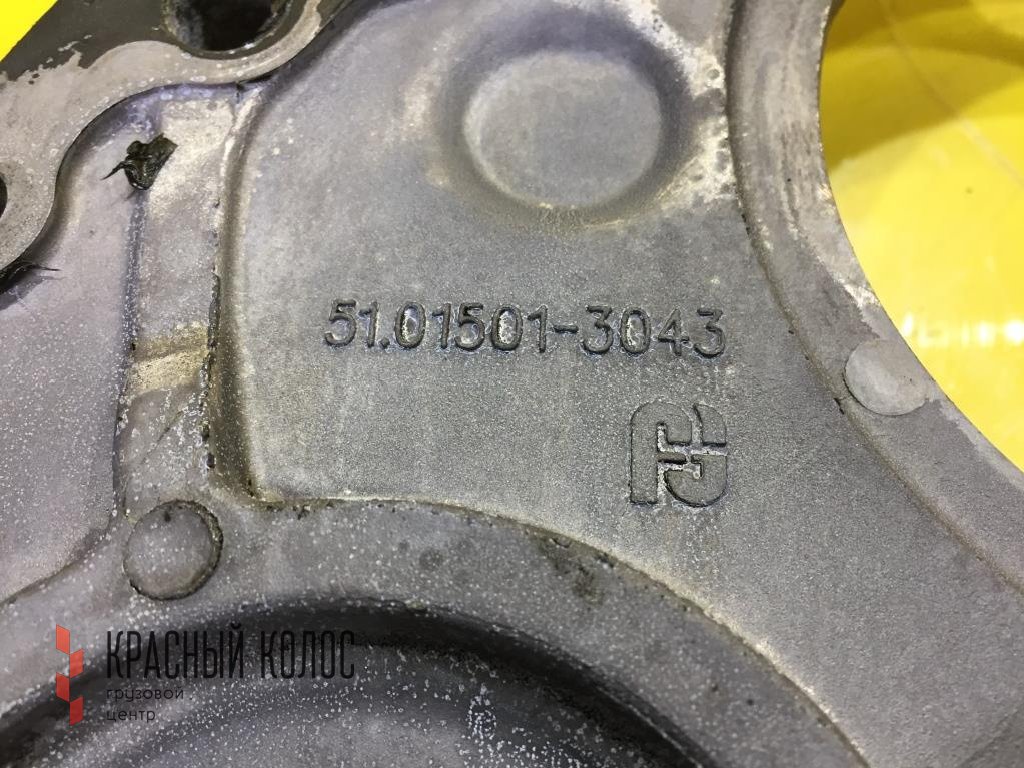 51.01501-3043
КРАСНЫЙ КОЛОС
грузовой
центр